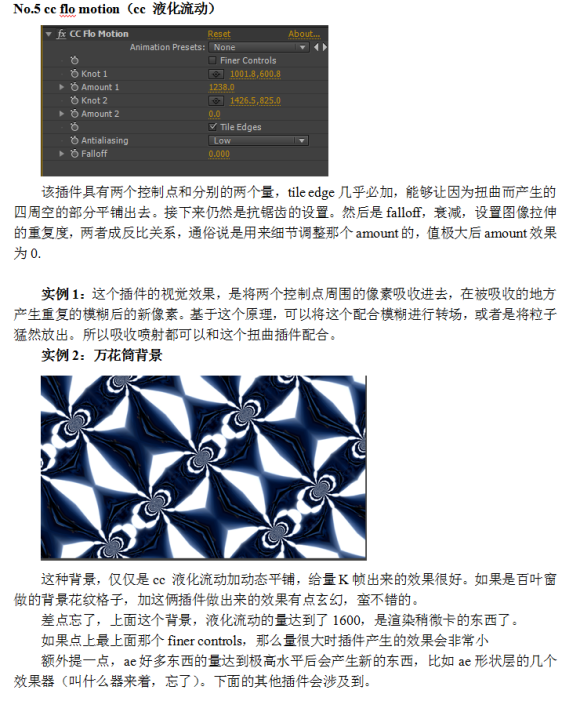 No.5 cc flo motion（cc 液化流动）
fx CC Flo Motion Reset About...
Animation Presets: None
Finer Controls
Knot 1 1001.8,600.8
Amount 1 1238.0
Knot 2 1426.5,825.0
Amount 2 0.0
Tile Edges
Antialiasing Low
Falloff 0.000
该插件具有两个控制点和分别的两个量，tile edge 几乎必加，能够让因为扭曲而产生的
四周空的部分平铺出去。接下来仍然是抗锯齿的设置。然后是 falloff，衰减，设置图像拉伸
的重复度，两者成反比关系，通俗说是用来细节调整那个 amount 的，值极大后 amount 效果
为 0.
实例 1：这个插件的视觉效果，是将两个控制点周围的像素吸收进去，在被吸收的地方
产生重复的模糊后的新像素。基于这个原理，可以将这个配合模糊进行转场，或者是将粒子
猛然放出。所以吸收喷射都可以和这个扭曲插件配合。
实例 2：万花筒背景
这种背景，仅仅是 cc 液化流动加动态平铺，给量 K 帧出来的效果很好。如果是百叶窗
做的背景花纹格子，加这俩插件做出来的效果有点玄幻，蛮不错的。
差点忘了，上面这个背景，液化流动的量达到了 1600，是渲染稍微卡的东西了。
如果点上最上面那个 finer controls，那么量很大时插件产生的效果会非常小
额外提一点，ae 好多东西的量达到极高水平后会产生新的东西，比如 ae 形状层的几个
效果器（叫什么器来着，忘了）。下面的其他插件会涉及到。